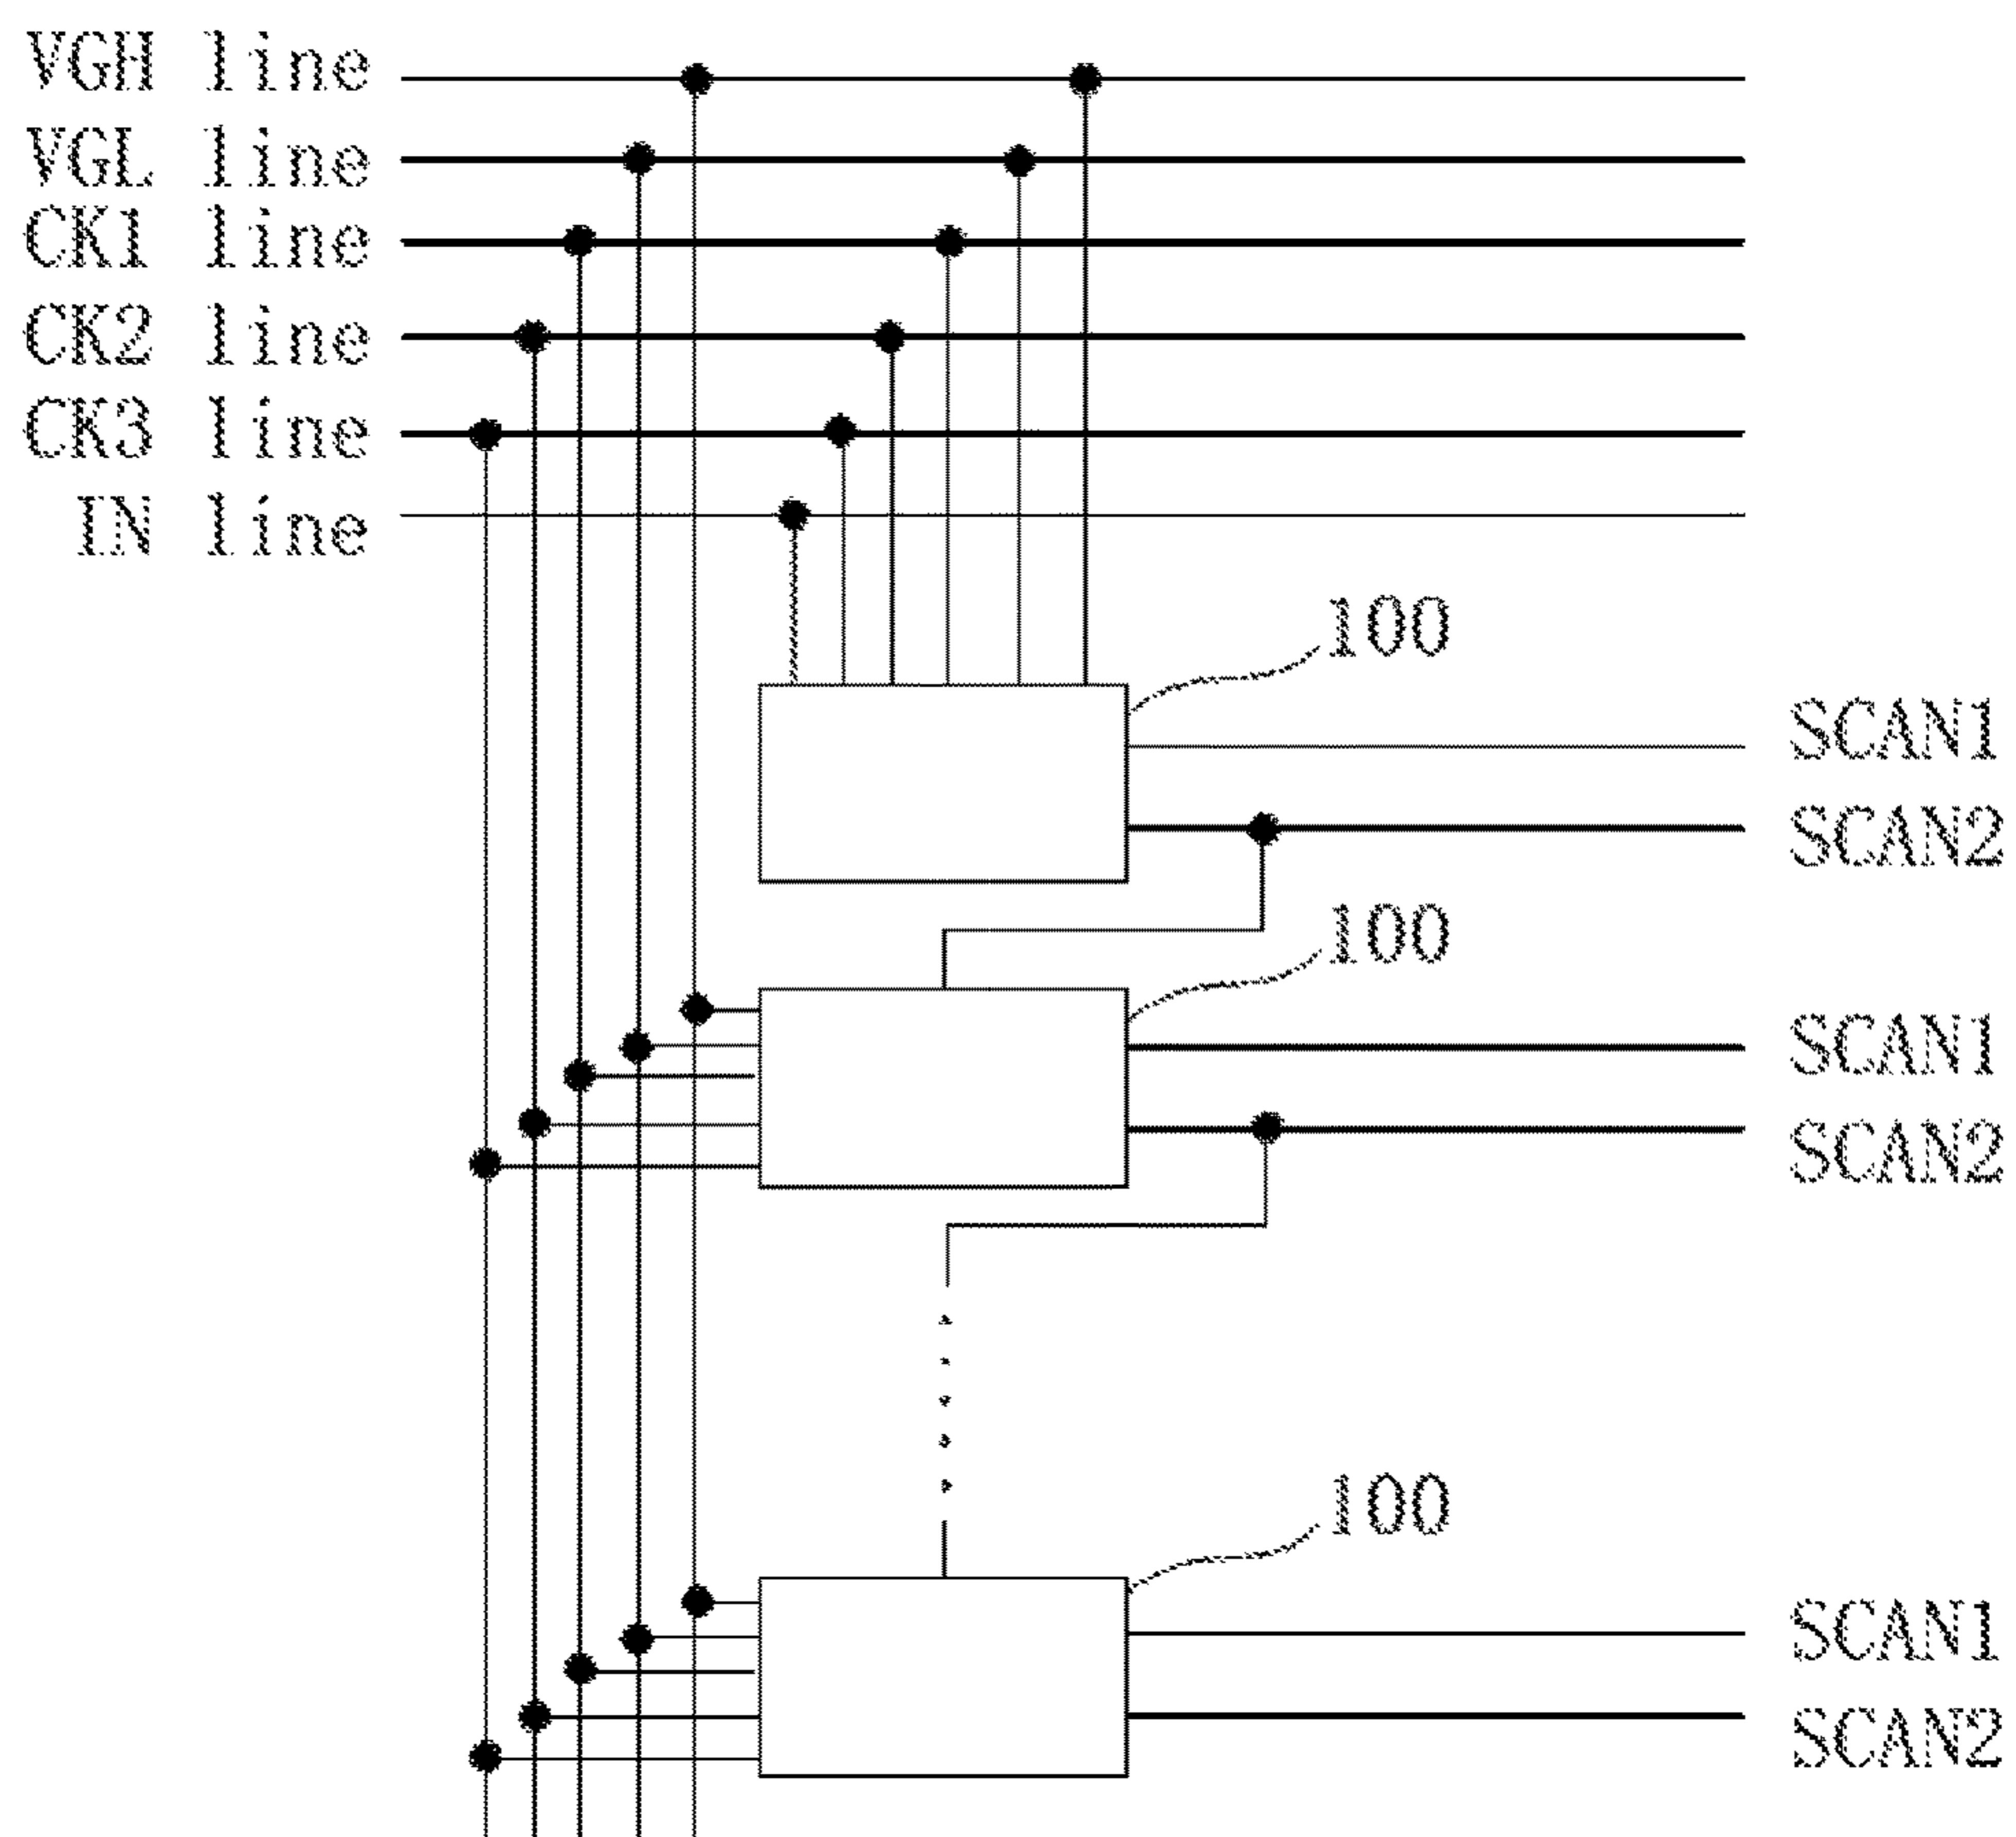 VGH line
VGL line
CK1 line
CK2 line
CK3 line
IN line
100
SCAN1
SCAN2
100
SCAN1
SCAN2
100
SCAN1
SCAN2